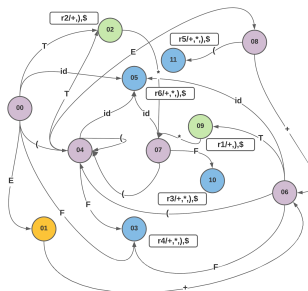 r2/+,),$
02
E
08
r5/+,*,),$
(
11
T
id
*
05
r6/+,*,),$
T
id
00
id
id
09
+
(
(
*
T
r1/+,),$
04
07
F
10
(
r3/+,*,),$
06
E
F
(
01
03
r4/+,*,),$
F
+